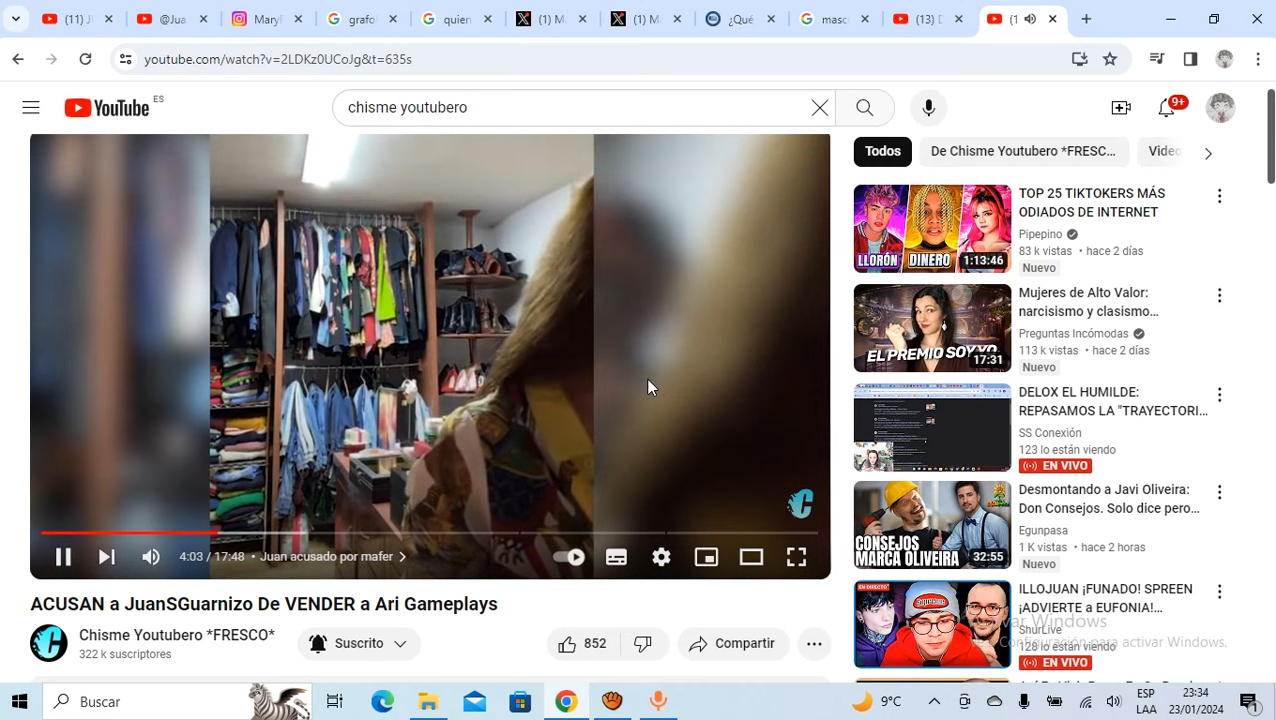 (11)
@Jua
Mary
grafo
quien
(1) M
(1) M
¿Qui
masc
(13) D
(1
youtube.com/watch?v=2LDKz0UCoJg&t=635s
YouTube ES
chisme youtubero
9+
Todos
De Chisme Youtubero *FRESC...
Video
TOP 25 TIKTOKERS MÁS
ODIADOS DE INTERNET
Pipepino
83 k vistas • hace 2 días
Nuevo
LLORÓN
DINERO
1:13:46
Mujeres de Alto Valor:
narcisismo y clasismo...
Preguntas Incómodas
113 k vistas • hace 2 días
Nuevo
EL PREMIO SOY YO
17:31
DELOX EL HUMILDE:
REPASAMOS LA "TRAYECTORI...
SS Conexión
123 lo están viendo
EN VIVO
Desmontando a Javi Oliveira:
Don Consejos. Solo dice pero...
Egunpasa
1 K vistas • hace 2 horas
Nuevo
CONSEJOS
MARCA OLIVEIRA
32:55
ILLOJUAN ¡FUNADO! SPREEN
¡ADVIERTE a EUFONIA!...
ShurLive
128 lo están viendo
EN VIVO
EN DIRECTO
4:03 / 17:48 • Juan acusado por mafer
ACUSAN a JuanSGuarnizo De VENDER a Ari Gameplays
Chisme Youtubero *FRESCO*
322 k suscriptores
Suscrito
852
Compartir
Windows
Configuración para activar Windows.
Buscar
9°C
ESP
LAA
23:34
23/01/2024
1